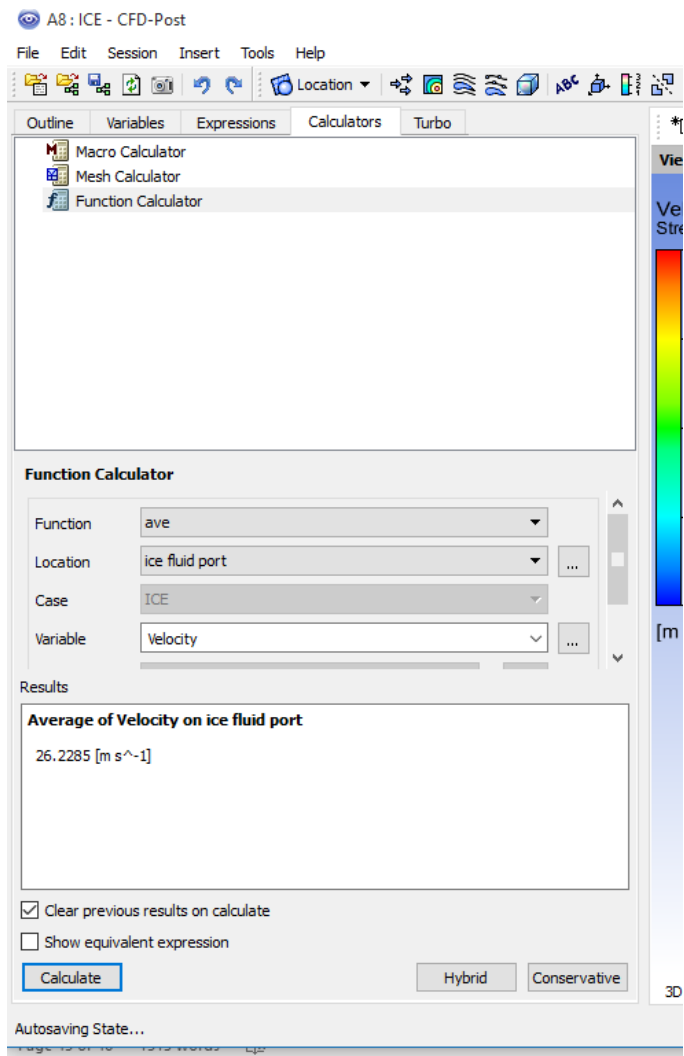 A8 : ICE - CFD-Post
File Edit Session Insert Tools Help
Location
Outline Variables Expressions Calculators Turbo
Macro Calculator
Mesh Calculator
Function Calculator
Function Calculator
Function ave
Location ice fluid port ...
Case ICE
Variable Velocity ...
Results
Average of Velocity on ice fluid port
26.2285 [m s^-1]
Clear previous results on calculate
Show equivalent expression
Calculate Hybrid Conservative
Autosaving State...
Vie
Ve
Stre
[m
3D